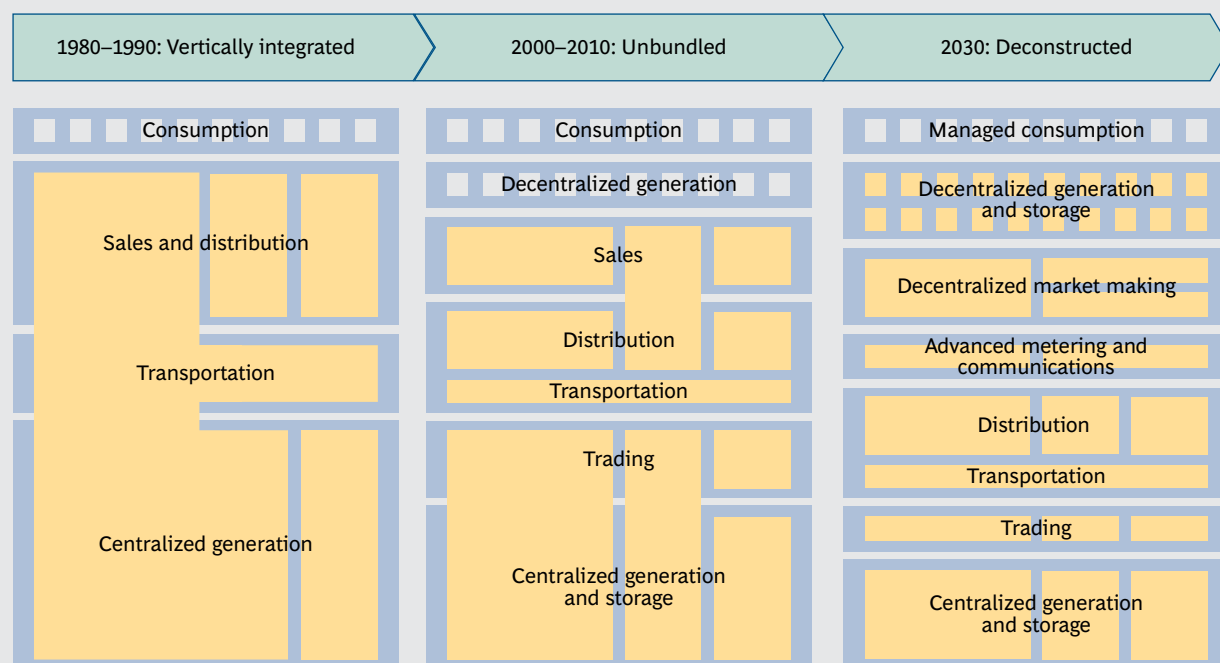 1980–1990: Vertically integrated
2000–2010: Unbundled
2030: Deconstructed
Consumption
Sales and distribution
Transportation
Centralized generation
Consumption
Decentralized generation
Sales
Distribution
Transportation
Trading
Centralized generation
and storage
Managed consumption
Decentralized generation
and storage
Decentralized market making
Advanced metering and
communications
Distribution
Transportation
Trading
Centralized generation
and storage